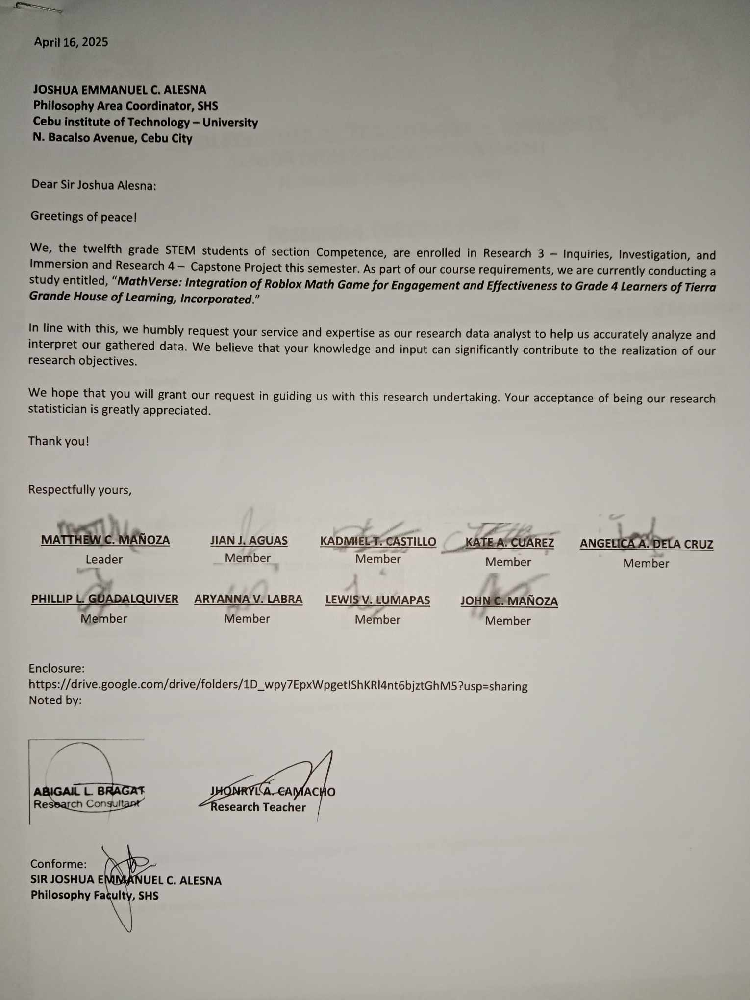 April 16, 2025
JOSHUA EMMANUEL C. ALESNA
Philosophy Area Coordinator, SHS
Cebu institute of Technology – University
N. Bacalso Avenue, Cebu City
Dear Sir Joshua Alesna:
Greetings of peace!
We, the twelfth grade STEM students of section Competence, are enrolled in Research 3 – Inquiries, Investigation, and
Immersion and Research 4 – Capstone Project this semester. As part of our course requirements, we are currently conducting a
study entitled, “MathVerse: Integration of Roblox Math Game for Engagement and Effectiveness to Grade 4 Learners of Tierra
Grande House of Learning, Incorporated.”
In line with this, we humbly request your service and expertise as our research data analyst to help us accurately analyze and
interpret our gathered data. We believe that your knowledge and input can significantly contribute to the realization of our
research objectives.
We hope that you will grant our request in guiding us with this research undertaking. Your acceptance of being our research
statistician is greatly appreciated.
Thank you!
Respectfully yours,
MATTHEW C. MAÑOZA JIAN J. AGUAS KADMIEL T. CASTILLO KATE A. CUAREZ ANGELICA A. DELA CRUZ
Leader Member Member Member Member
PHILLIP L. GUADALQUIVER ARYANNA V. LABRA LEWIS V. LUMAPAS JOHN C. MAÑOZA
Member Member Member Member
Enclosure:
https://drive.google.com/drive/folders/1D_wpy7EpxWpgetIShKRl4nt6bjztGhM5?usp=sharing
Noted by:
ABIGAIL L. BRAGAT JHONRYL A. CAMACHO
Research Consultant Research Teacher
Conforme:
SIR JOSHUA EMMANUEL C. ALESNA
Philosophy Faculty, SHS